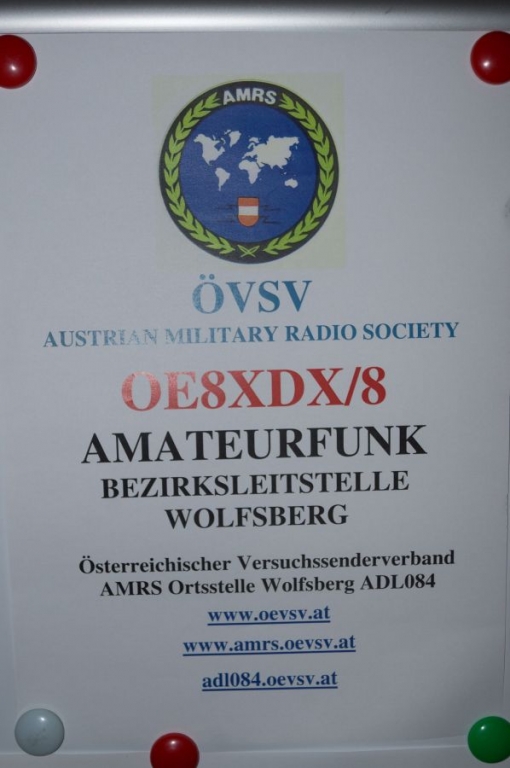 AMRS
ÖVSV
AUSTRIAN MILITARY RADIO SOCIETY
OE8XDX/8
AMATEURFUNK
BEZIRKSLEITSTELLE
WOLFSBERG
Österreichischer Versuchssenderverband
AMRS Ortsstelle Wolfsberg ADL084
www.oevsv.at
www.amrs.oevsv.at
adl084.oevsv.at